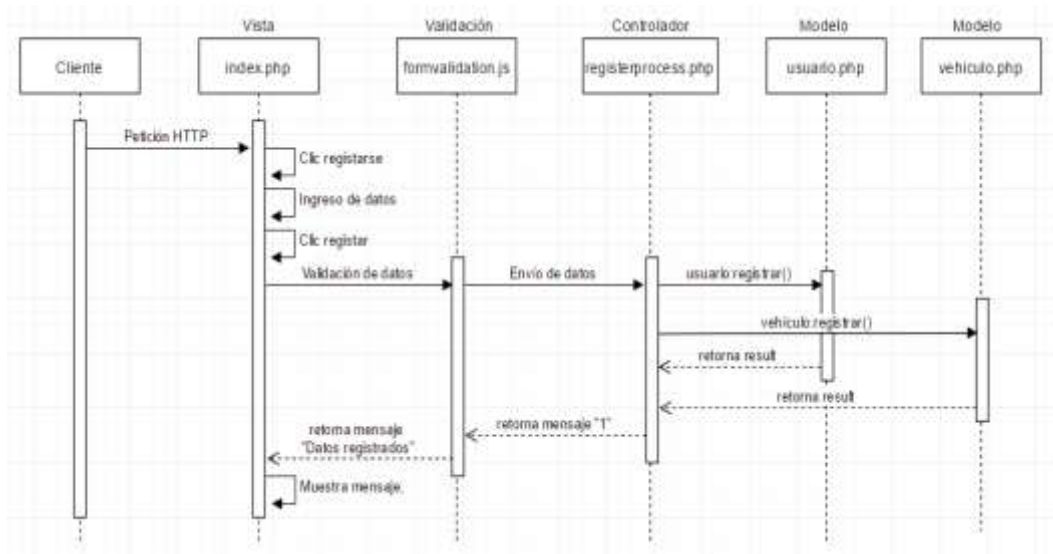 Vista
Validación
Controlador
Modelo
Modelo
Cliente
index.php
formvalidation.js
registerprocess.php
usuario.php
vehiculo.php
Petición HTTP
Clic registarse
Ingreso de datos
Clic registar
Validación de datos
Envío de datos
usuario.registrar()
vehiculo.registrar()
retorna result
retorna result
retorna mensaje "1"
retorna mensaje
"Datos registrados"
Muestra mensaje,